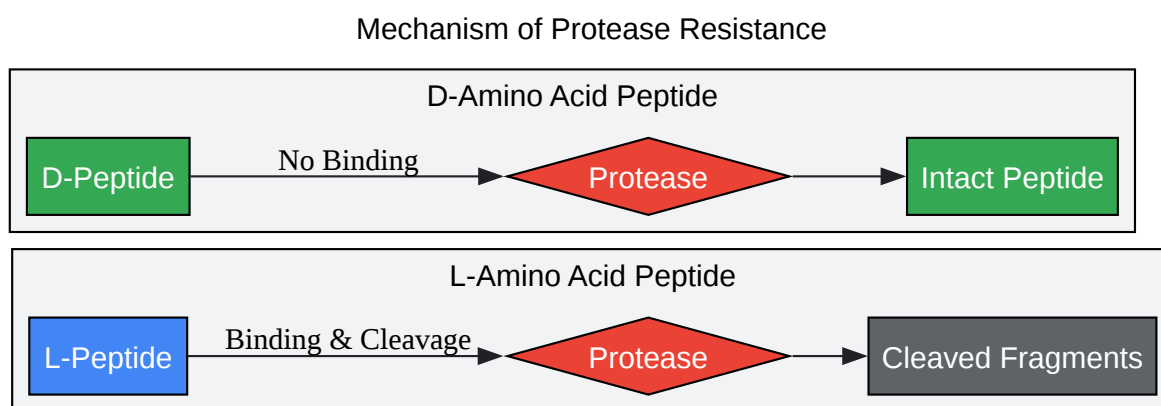 Mechanism of Protease Resistance
D-Amino Acid Peptide
D-Peptide
No Binding
Protease
Intact Peptide
L-Amino Acid Peptide
L-Peptide
Binding & Cleavage
Protease
Cleaved Fragments